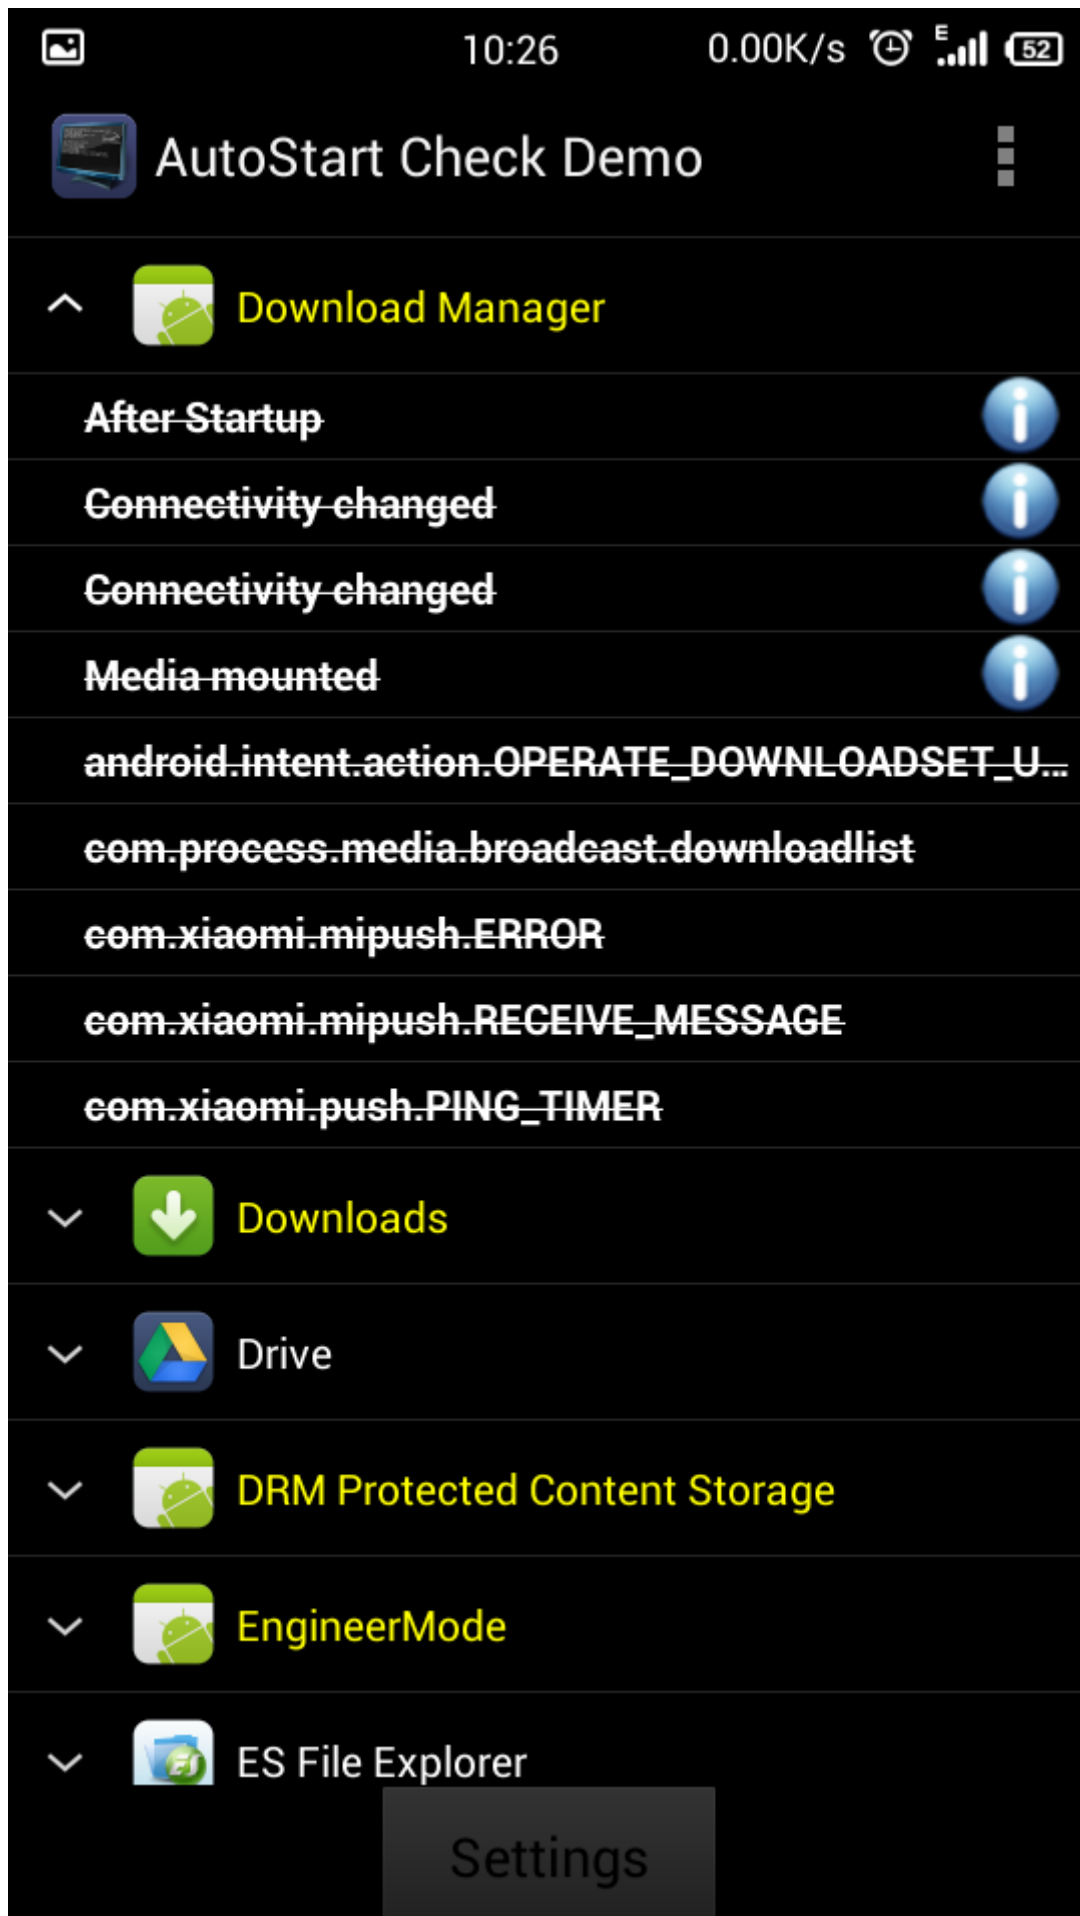 10:26 0.00K/s E 52
AutoStart Check Demo
Download Manager
After Startup
Connectivity changed
Connectivity changed
Media mounted
android.intent.action.OPERATE_DOWNLOADSET_U...
com.process.media.broadcast.downloadlist
com.xiaomi.mipush.ERROR
com.xiaomi.mipush.RECEIVE_MESSAGE
com.xiaomi.push.PING_TIMER
Downloads
Drive
DRM Protected Content Storage
EngineerMode
ES File Explorer
Settings